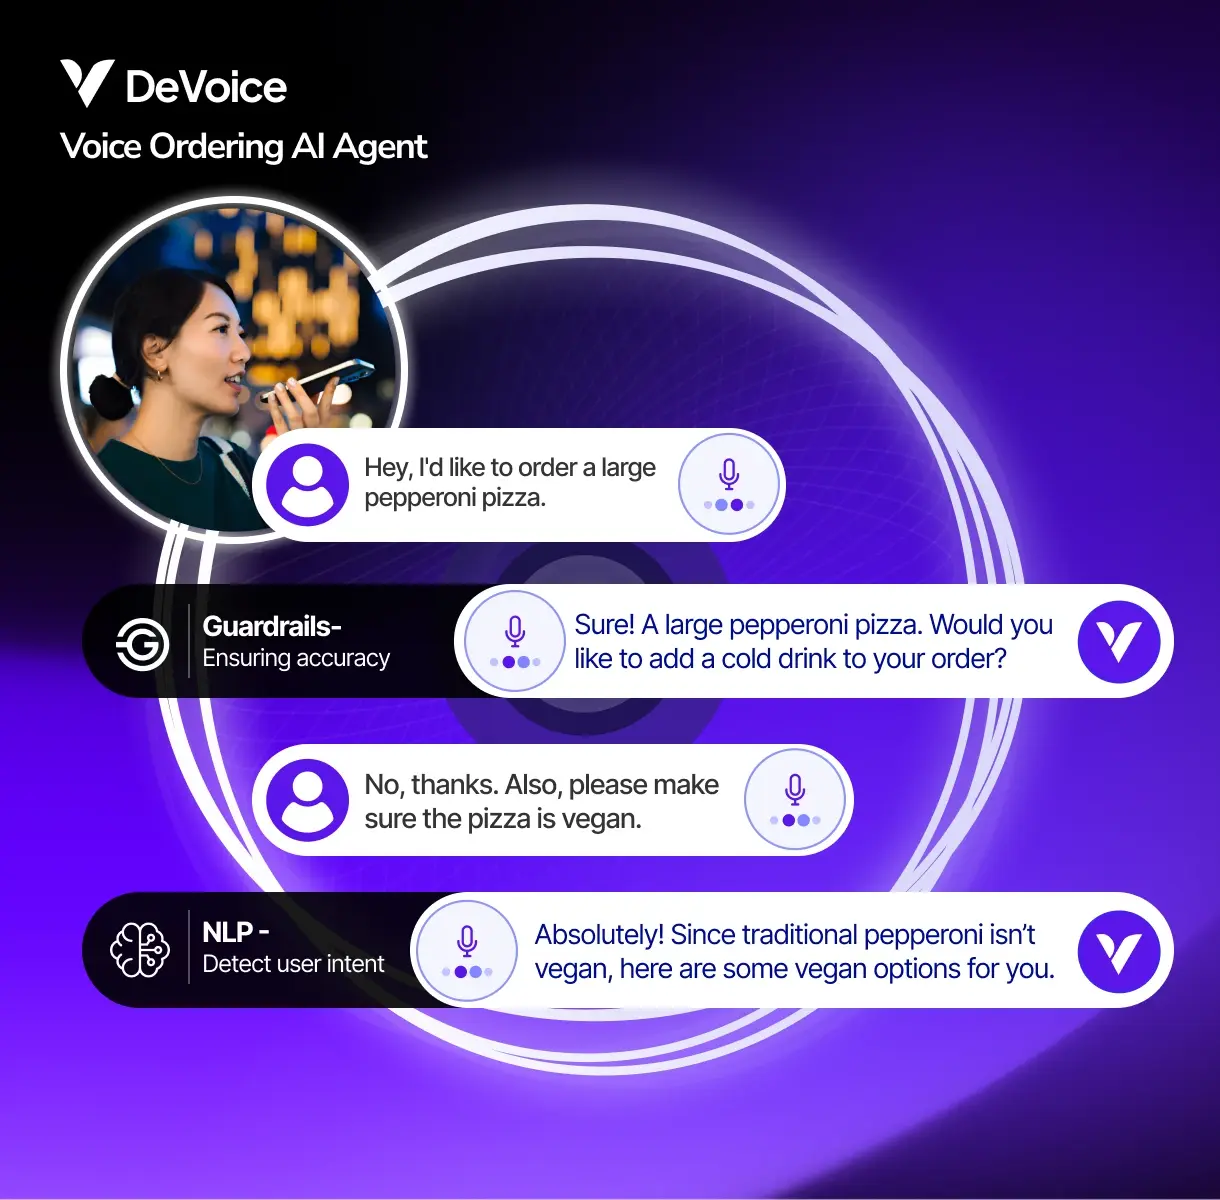 DeVoice
Voice Ordering AI Agent
Hey, I'd like to order a large
pepperoni pizza.
Guardrails-
Ensuring accuracy
Sure! A large pepperoni pizza. Would you
like to add a cold drink to your order?
No, thanks. Also, please make
sure the pizza is vegan.
NLP -
Detect user intent
Absolutely! Since traditional pepperoni isn’t
vegan, here are some vegan options for you.